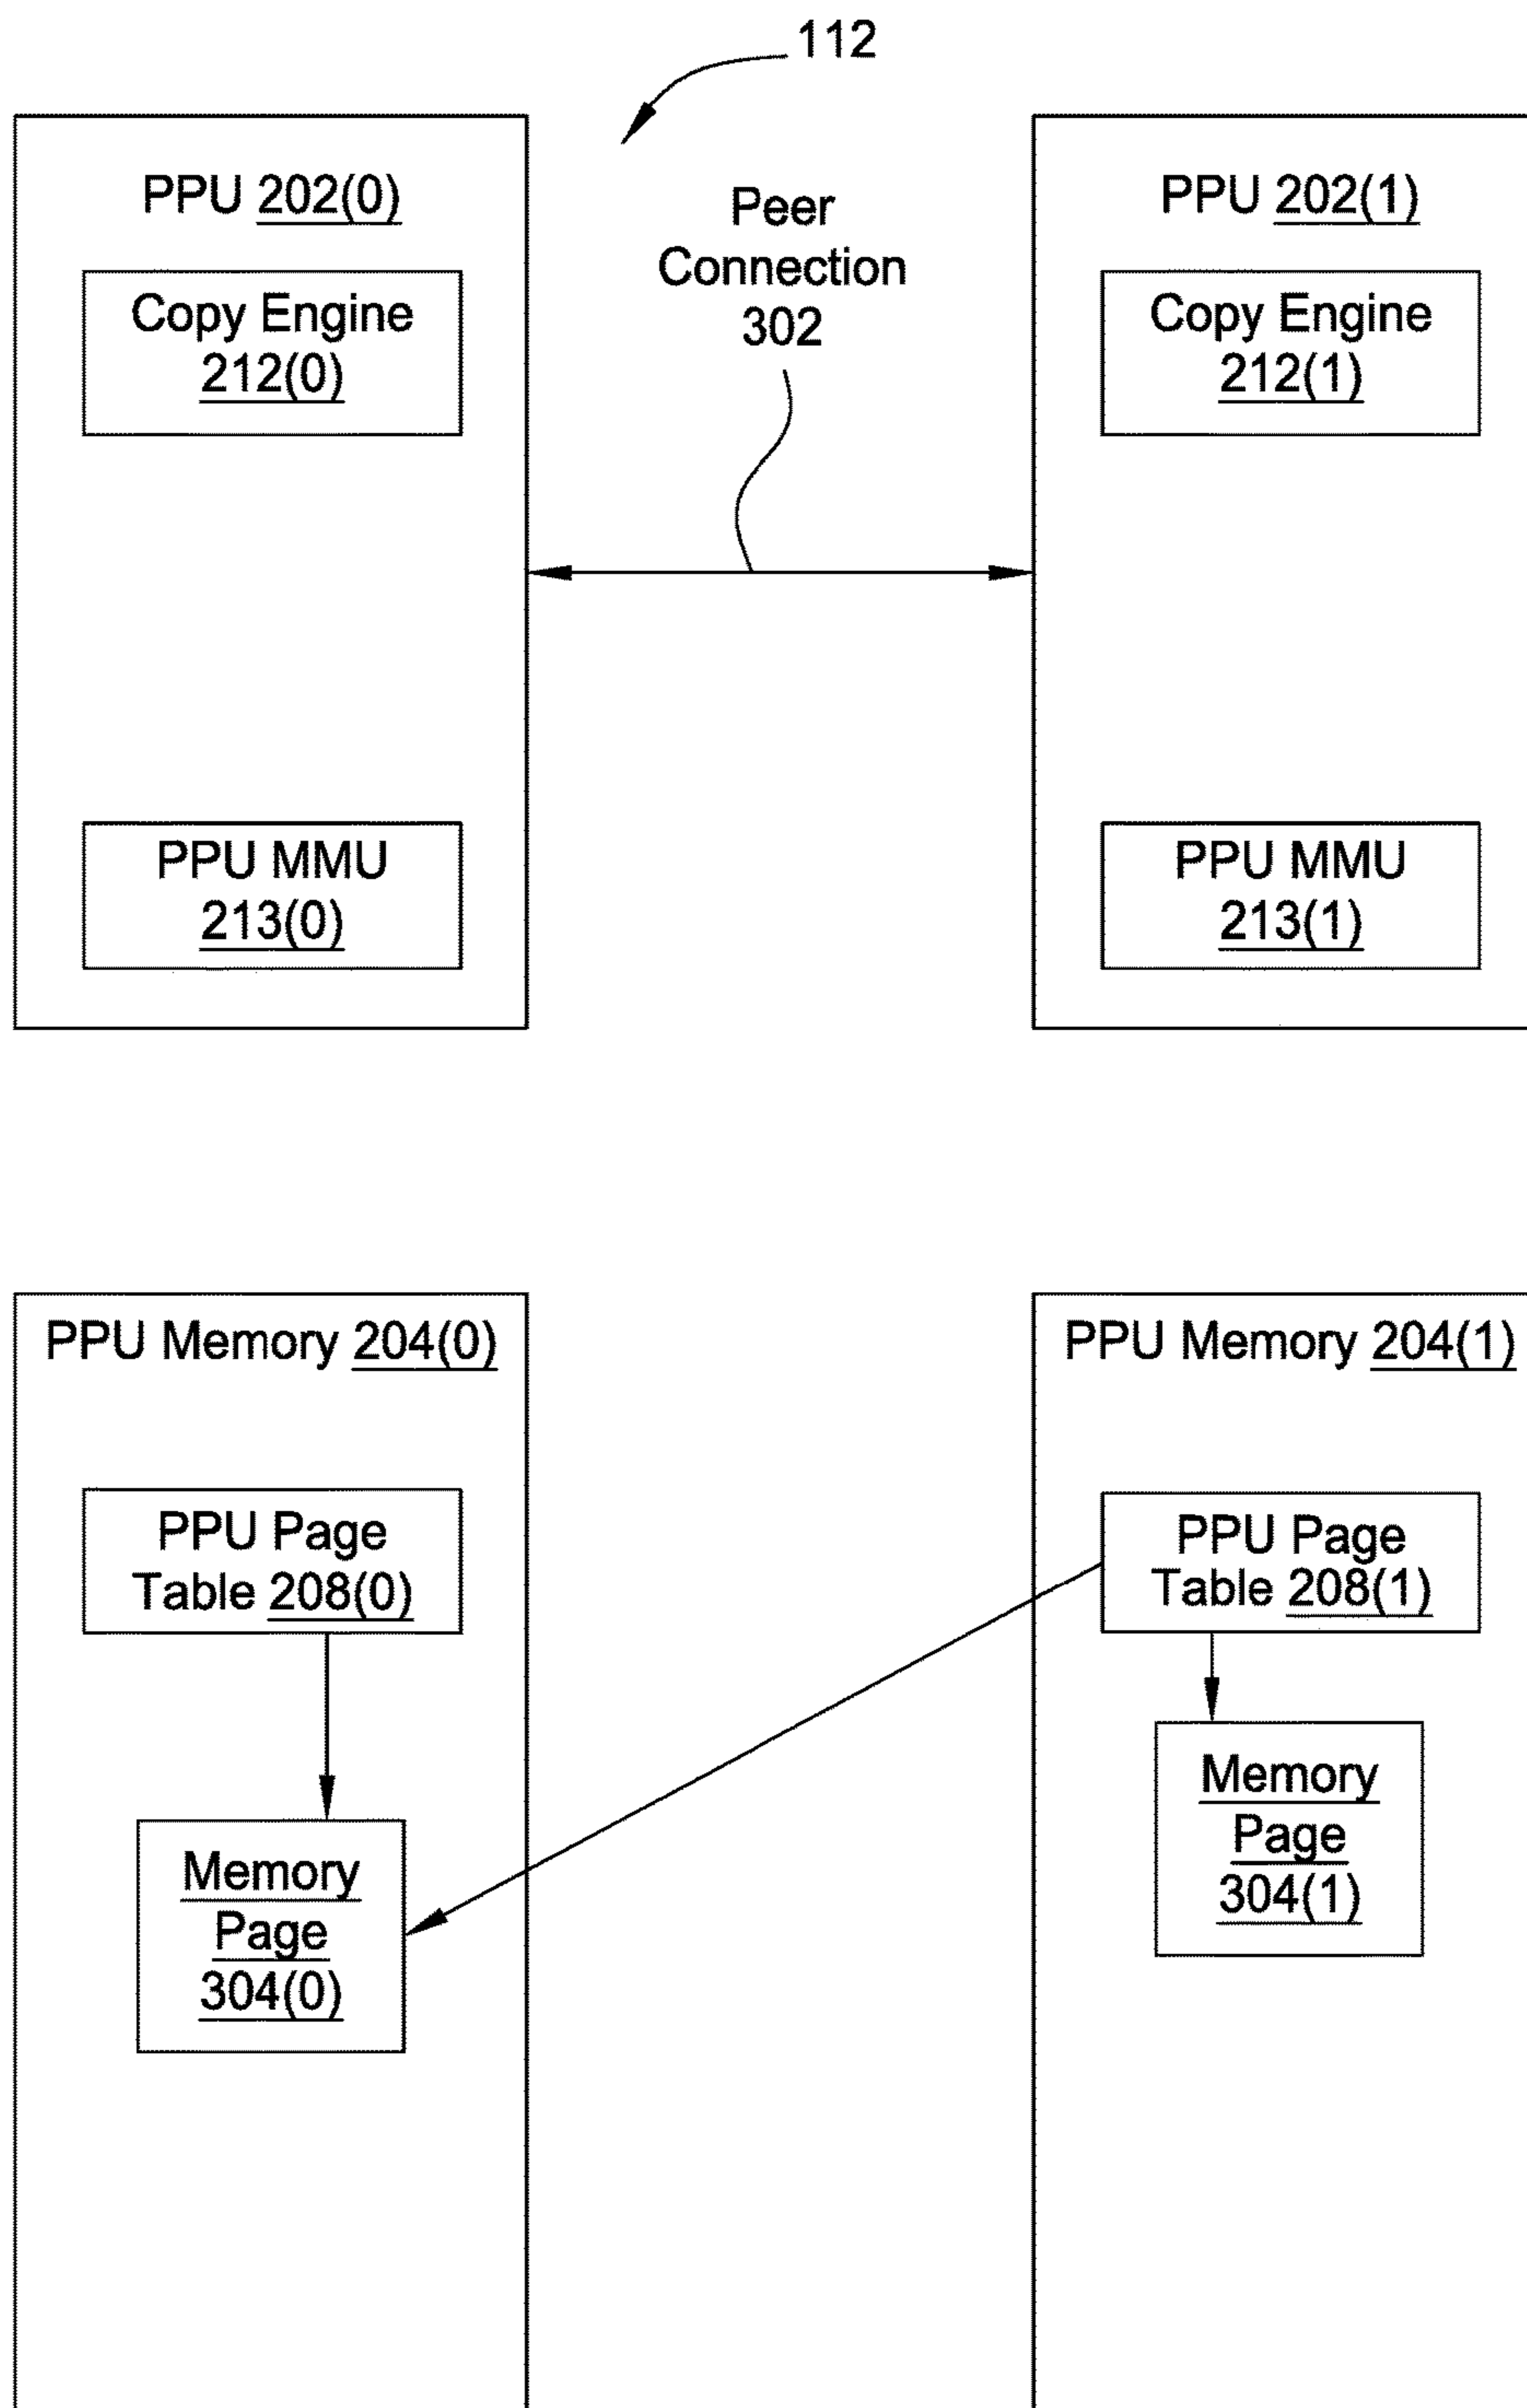 112
PPU 202(0)
Copy Engine
212(0)
PPU MMU
213(0)
Peer
Connection
302
PPU 202(1)
Copy Engine
212(1)
PPU MMU
213(1)
PPU Memory 204(0)
PPU Page
Table 208(0)
Memory
Page
304(0)
PPU Memory 204(1)
PPU Page
Table 208(1)
Memory
Page
304(1)